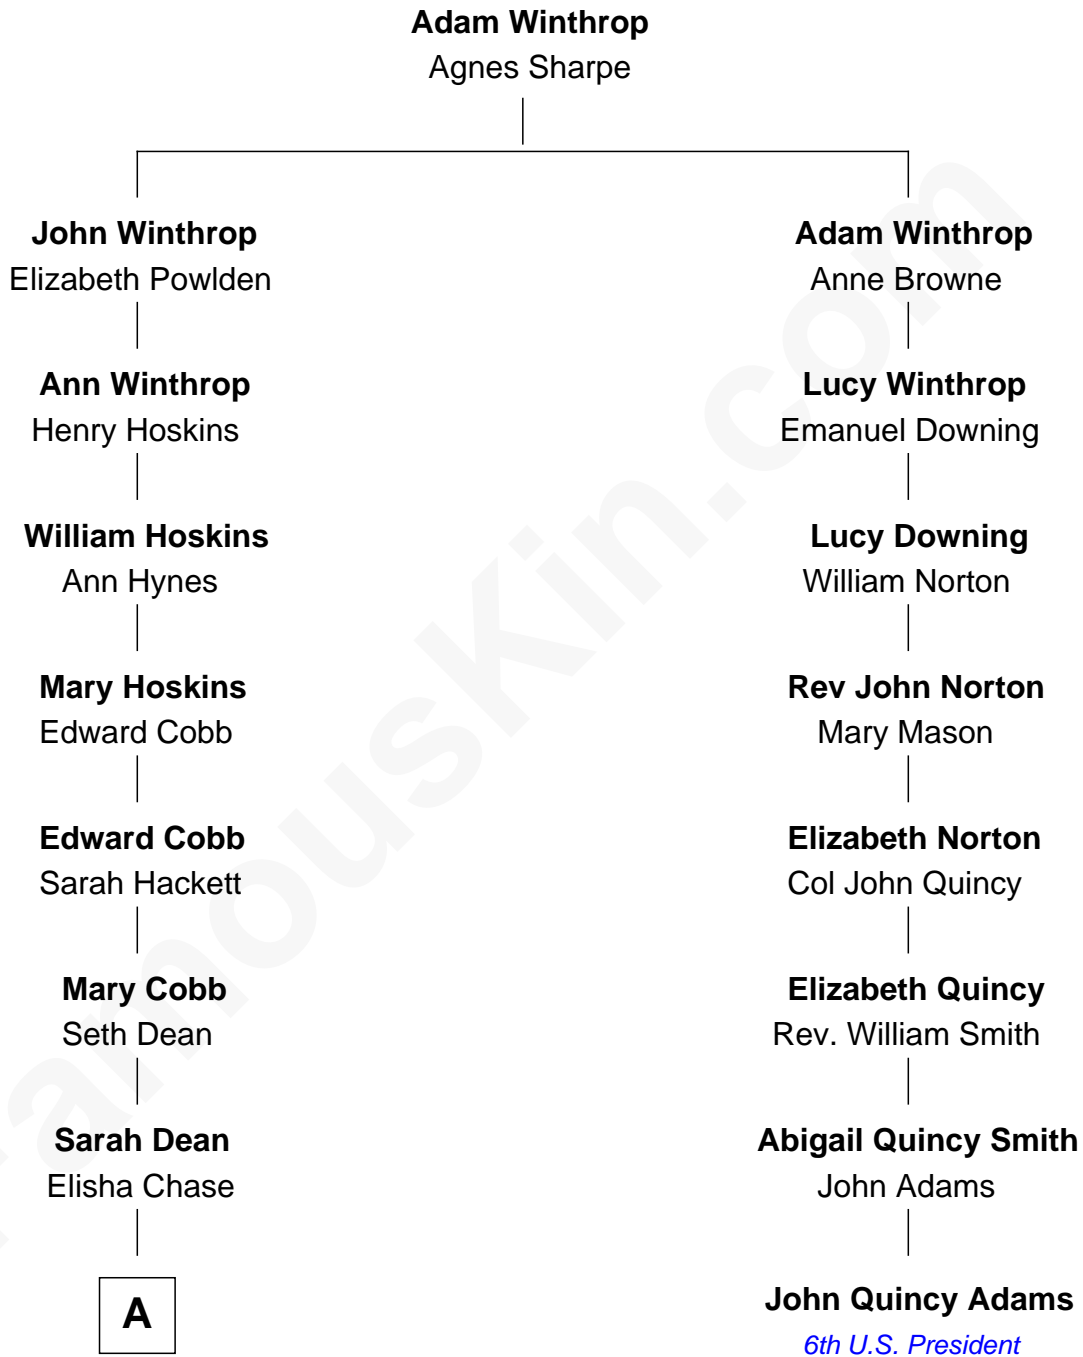 Adam Winthrop
Agnes Sharpe
John Winthrop
Elizabeth Powlden
Adam Winthrop
Anne Browne
Ann Winthrop
Henry Hoskins
Lucy Winthrop
Emanuel Downing
William Hoskins
Ann Hynes
Lucy Downing
William Norton
Mary Hoskins
Edward Cobb
Rev John Norton
Mary Mason
Edward Cobb
Sarah Hackett
Elizabeth Norton
Col John Quincy
Mary Cobb
Seth Dean
Elizabeth Quincy
Rev. William Smith
Sarah Dean
Elisha Chase
Abigail Quincy Smith
John Adams
A
John Quincy Adams
6th U.S. President
FamousKin.com